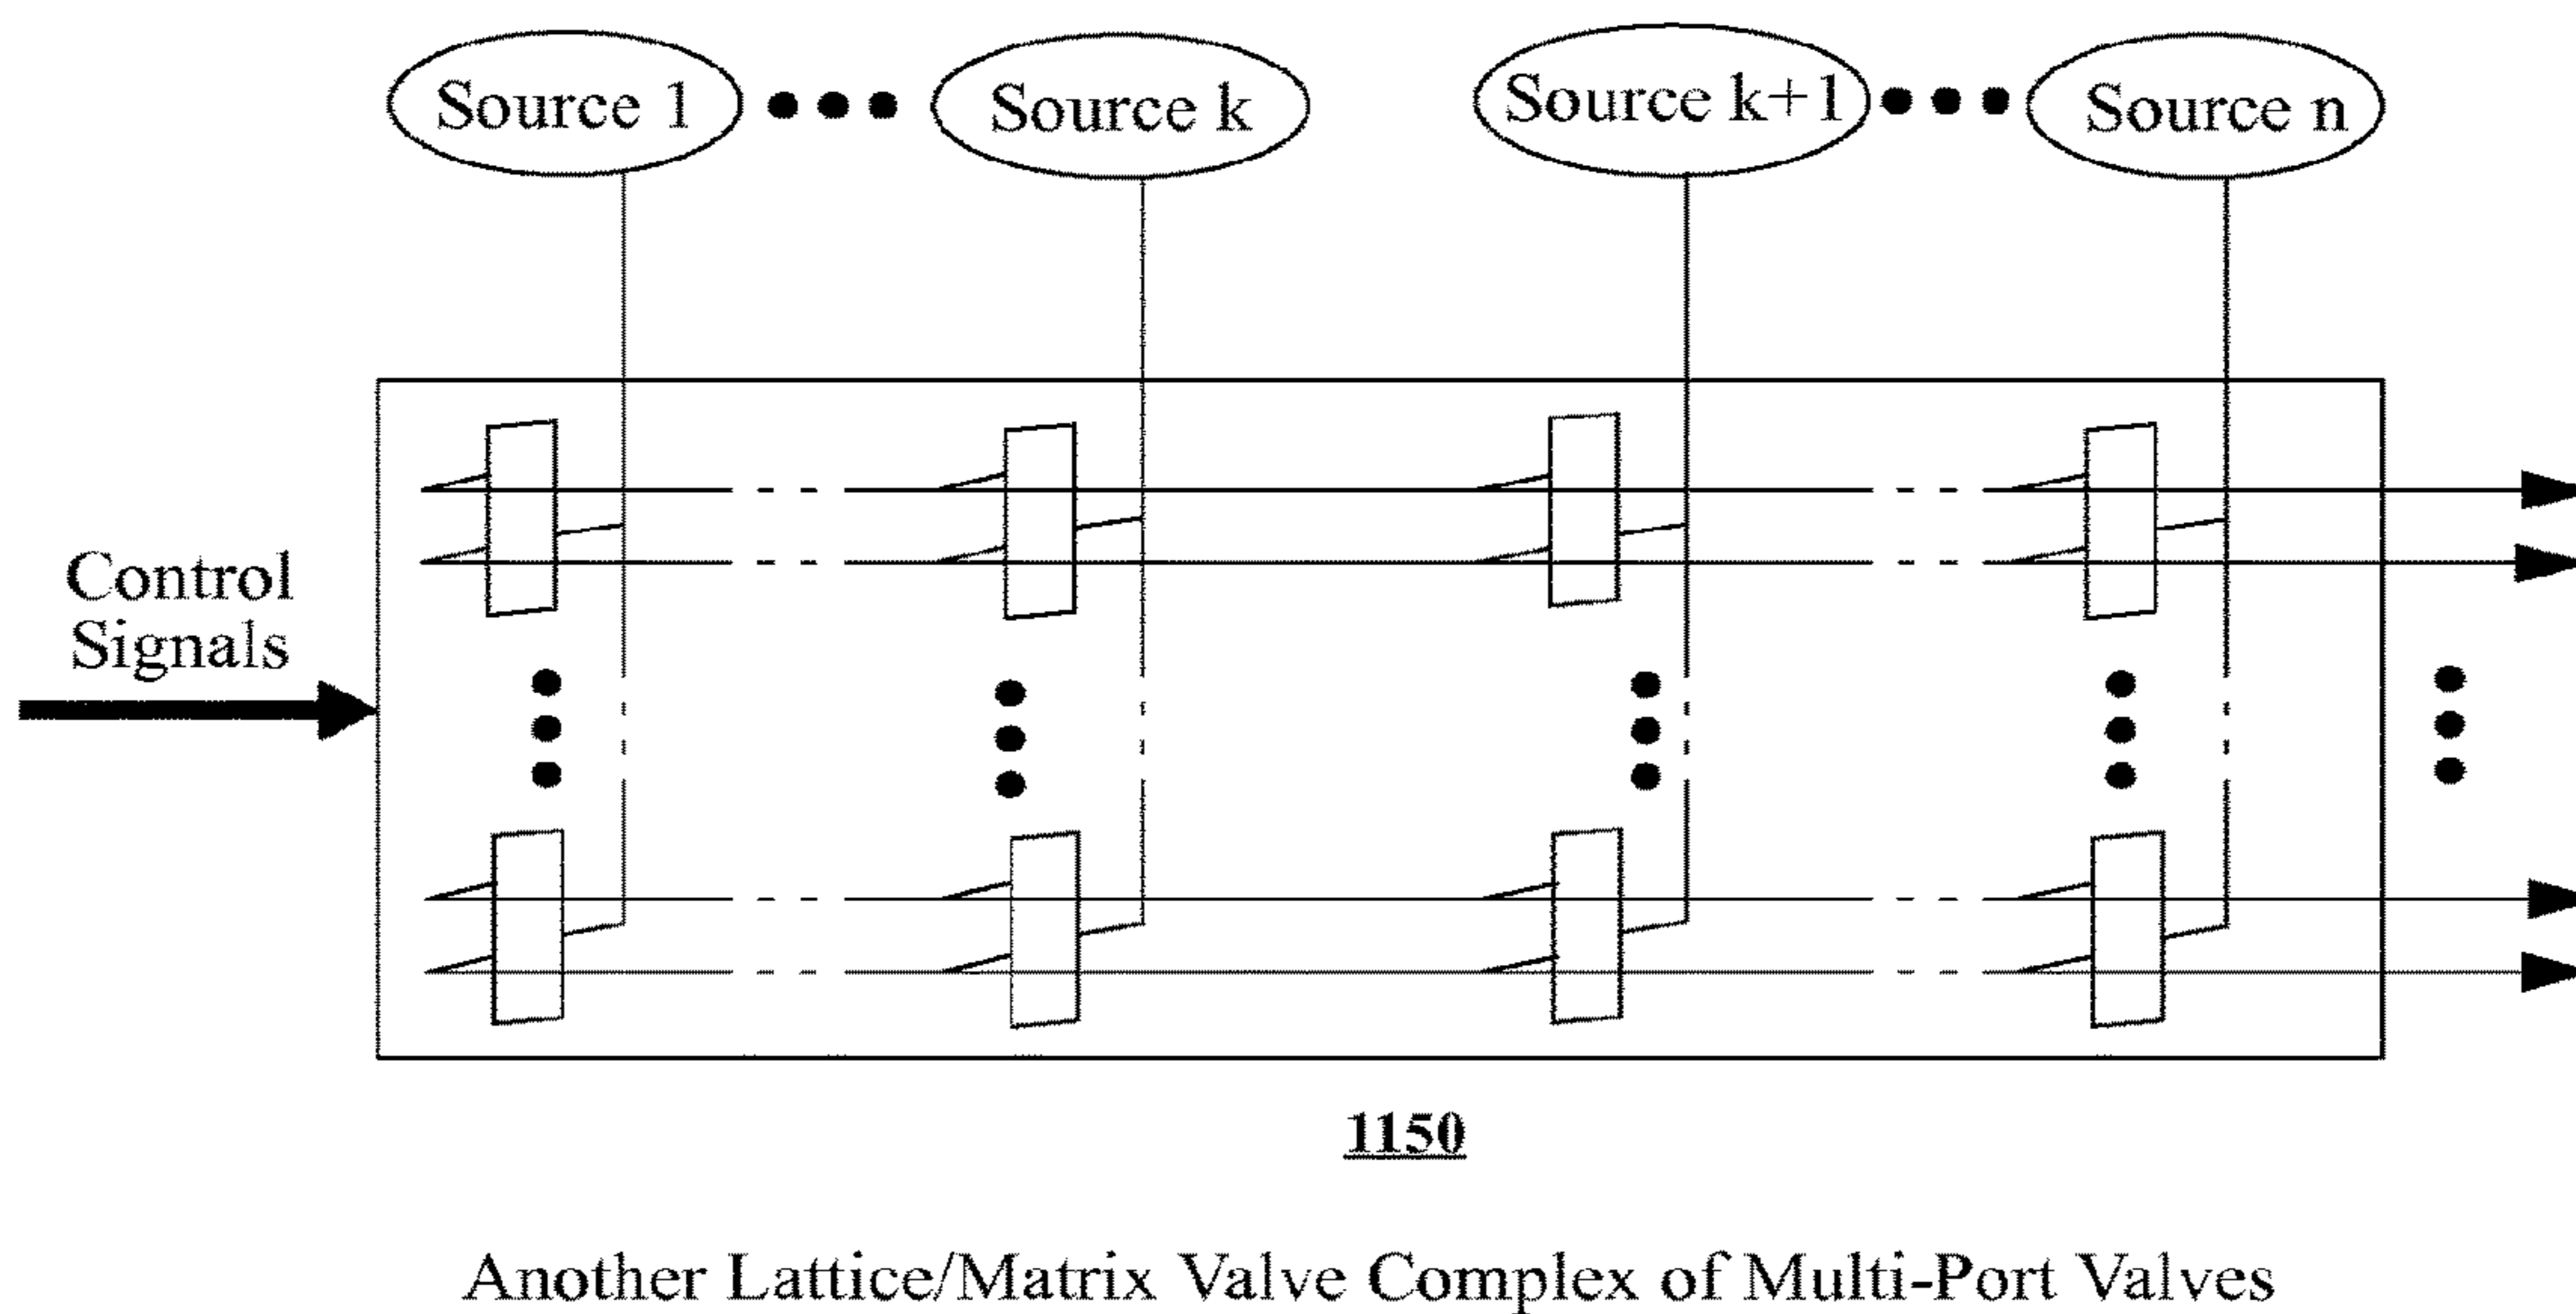 Source 1
Source k
Source k+1
Source n
Control
Signals
1150
Another Lattice/Matrix Valve Complex of Multi-Port Valves